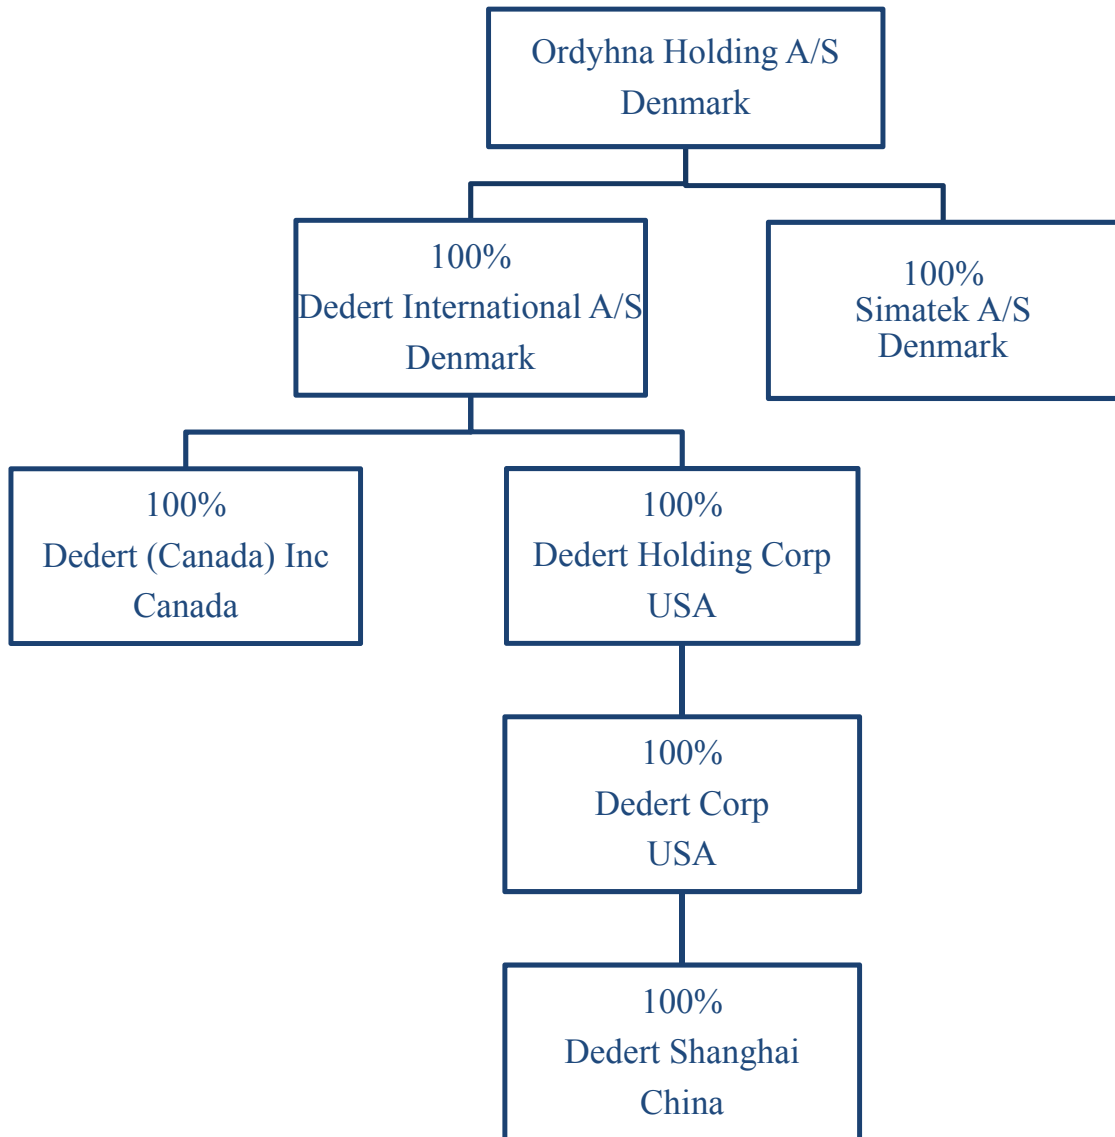 Ordyhna Holding A/S
Denmark
100%
Dedert International A/S
Denmark
100%
Simatek A/S
Denmark
100%
Dedert (Canada) Inc
Canada
100%
Dedert Holding Corp
USA
100%
Dedert Corp
USA
100%
Dedert Shanghai
China